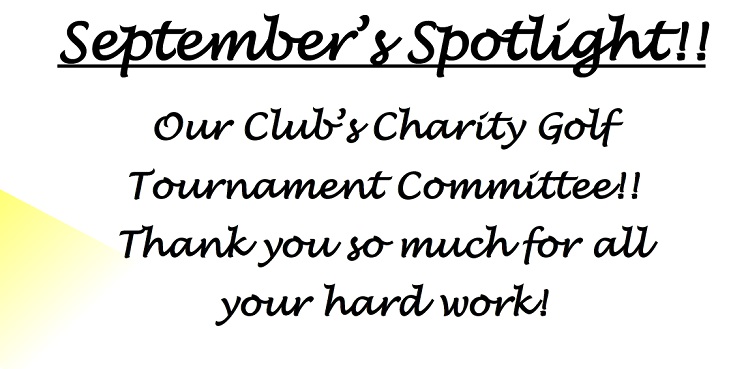 September's Spotlight!!
Our Club's Charity Golf
Tournament Committee!!
Thank you so much for all
your hard work!